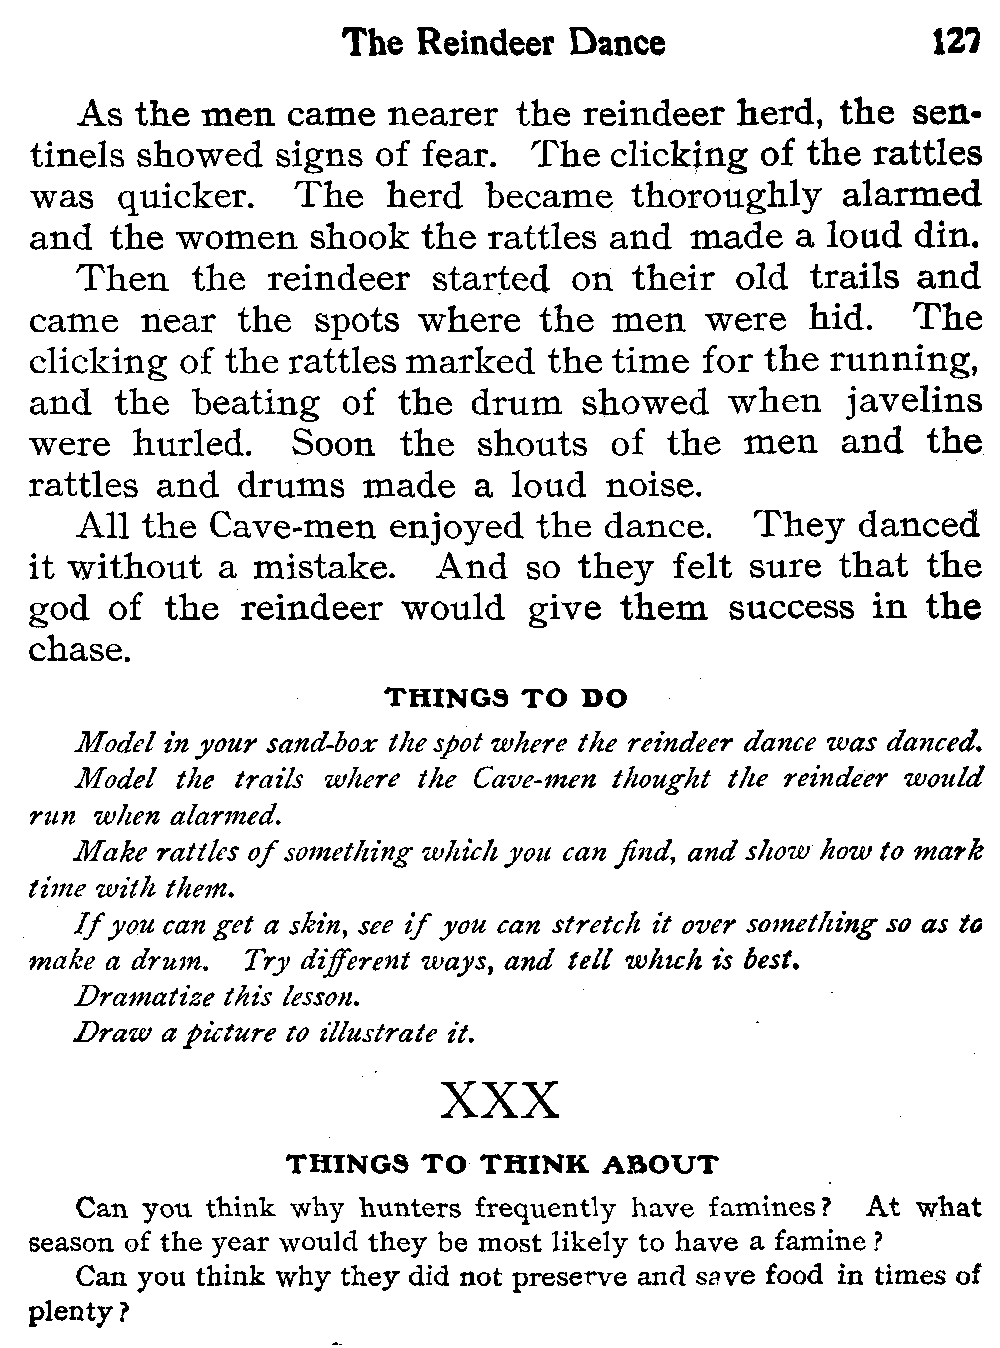 The Reindeer Dance 127
As the men came nearer the reindeer herd, the sen-
tinels showed signs of fear. The clicking of the rattles
was quicker. The herd became thoroughly alarmed
and the women shook the rattles and made a loud din.
Then the reindeer started on their old trails and
came near the spots where the men were hid. The
clicking of the rattles marked the time for the running,
and the beating of the drum showed when javelins
were hurled. Soon the shouts of the men and the
rattles and drums made a loud noise.
All the Cave-men enjoyed the dance. They danced
it without a mistake. And so they felt sure that the
god of the reindeer would give them success in the
chase.
THINGS TO DO
Model in your sand-box the spot where the reindeer dance was danced.
Model the trails where the Cave-men thought the reindeer would
run when alarmed.
Make rattles of something which you can find, and show how to mark
time with them.
If you can get a skin, see if you can stretch it over something so as to
make a drum. Try different ways, and tell which is best.
Dramatize this lesson.
Draw a picture to illustrate it.
XXX
THINGS TO THINK ABOUT
Can you think why hunters frequently have famines? At what
season of the year would they be most likely to have a famine?
Can you think why they did not preserve and save food in times of
plenty?